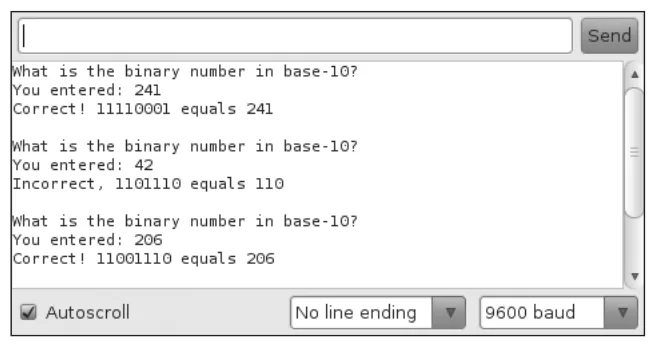 Send
What is the binary number in base-10?
You entered: 241
Correct! 11110001 equals 241
What is the binary number in base-10?
You entered: 42
Incorrect, 1101110 equals 110
What is the binary number in base-10?
You entered: 206
Correct! 11001110 equals 206
Autoscroll
No line ending
9600 baud